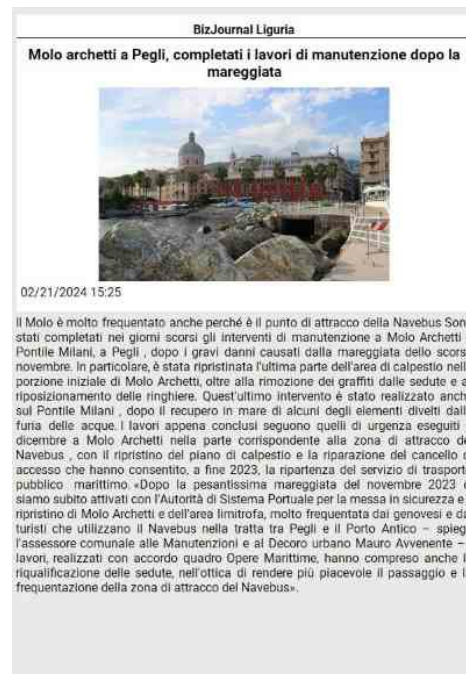 BizJournal Liguria
Molo archetti a Pegli, completati i lavori di manutenzione dopo la
mareggiata
02/21/2024 15:25
Il Molo è molto frequentato anche perché è il punto di attracco della Navebus Son
stati completati nei giorni scorsi gli interventi di manutenzione a Molo Archetti
Pontile Milani, a Pegli , dopo i gravi danni causati dalla mareggiata dello scors
novembre. In particolare, è stata ripristinata l'ultima parte dell'area di calpestio nell
porzione iniziale di Molo Archetti, oltre alla rimozione dei graffiti dalle sedute e a
riposizionamento delle ringhiere. Quest'ultimo intervento è stato realizzato anch
sul Pontile Milani , dopo il recupero in mare di alcuni degli elementi divelti dall
furia delle acque. I lavori appena conclusi seguono quelli di urgenza eseguiti
dicembre a Molo Archetti nella parte corrispondente alla zona di attracco de
Navebus , con il ripristino del piano di calpestio e la riparazione del cancello d
accesso che hanno consentito, a fine 2023, la ripartenza del servizio di trasport
pubblico marittimo. «Dopo la pesantissima mareggiata del novembre 2023 c
siamo subito attivati con l'Autorità di Sistema Portuale per la messa in sicurezza e
ripristino di Molo Archetti e dell'area limitrofa, molto frequentata dai genovesi e da
turisti che utilizzano il Navebus nella tratta tra Pegli e il Porto Antico – spieg
l'assessore comunale alle Manutenzioni e al Decoro urbano Mauro Avvenente –
lavori, realizzati con accordo quadro Opere Marittime, hanno compreso anche l
riqualificazione delle sedute, nell'ottica di rendere più piacevole il passaggio e l
frequentazione della zona di attracco del Navebus».